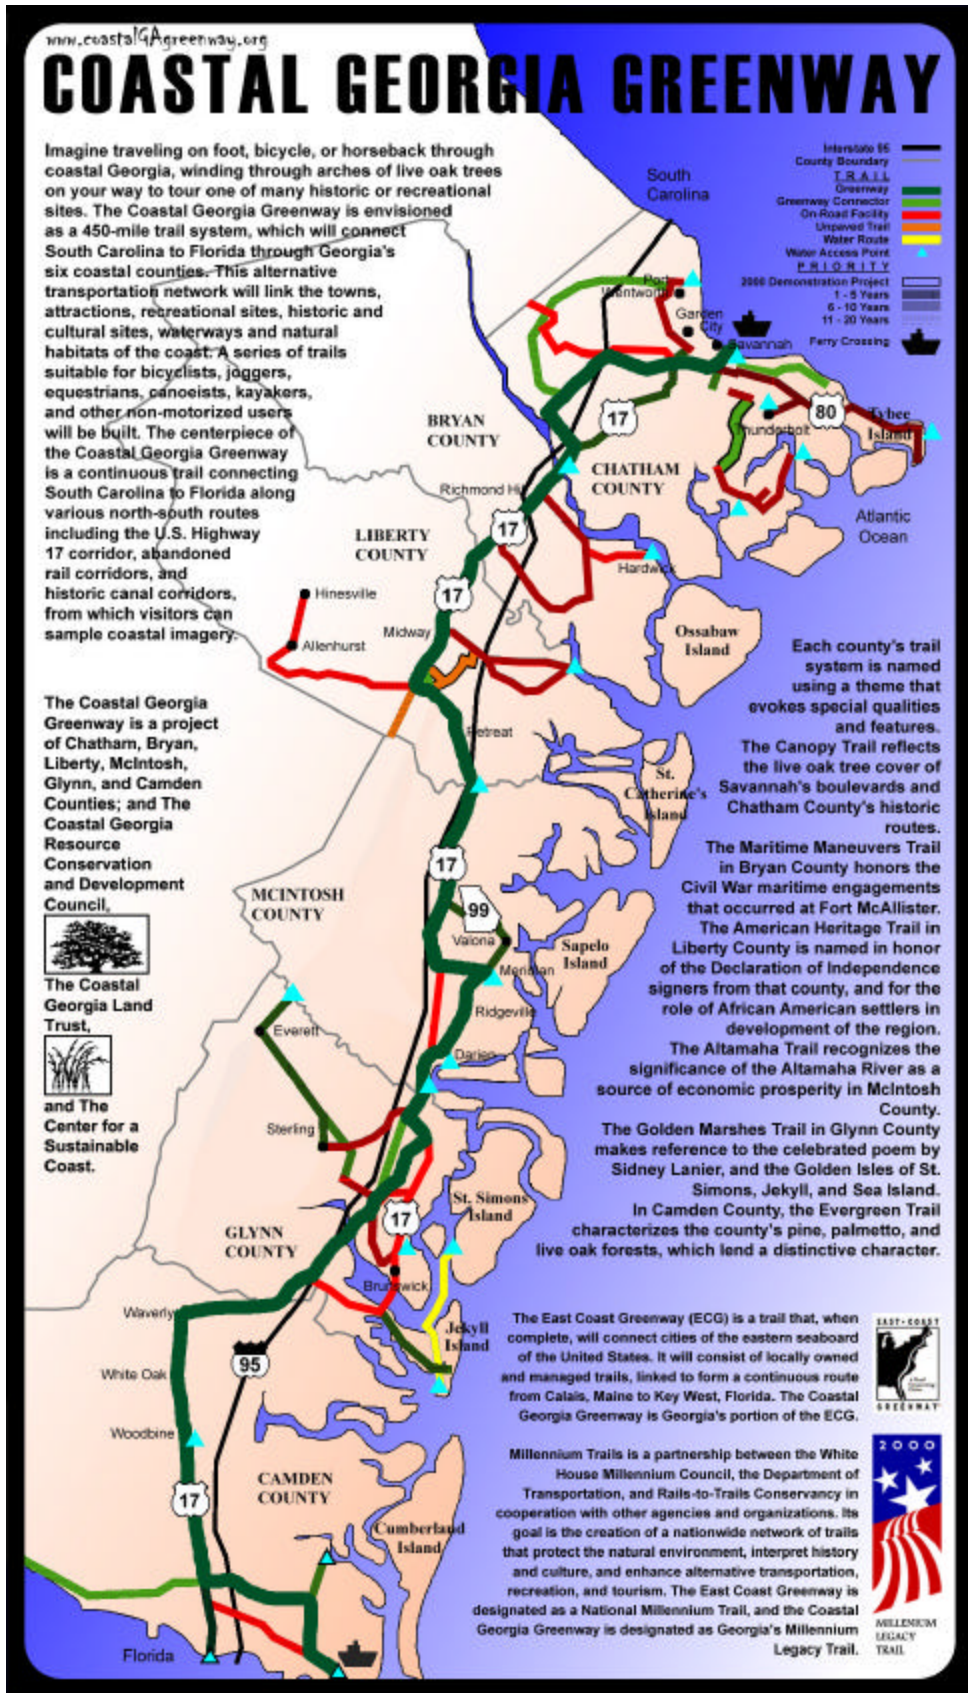 www.coastalGAgreenway.org
COASTAL GEORGIA GREENWAY
Imagine traveling on foot, bicycle, or horseback through
coastal Georgia, winding through arches of live oak trees
on your way to tour one of many historic or recreational
sites. The Coastal Georgia Greenway is envisioned
as a 450-mile trail system, which will connect
South Carolina to Florida through Georgia's
six coastal counties. This alternative
transportation network will link the towns,
attractions, recreational sites, historic and
cultural sites, waterways and natural
habitats of the coast. A series of trails
suitable for bicyclists, joggers,
equestrians, canoeists, kayakers,
and other non-motorized users
will be built. The centerpiece of
the Coastal Georgia Greenway
is a continuous trail connecting
South Carolina to Florida along
various north-south routes
including the U.S. Highway
17 corridor, abandoned
rail corridors, and
historic canal corridors,
from which visitors can
sample coastal imagery.
Interstate 95
County Boundary
TRAIL
Greenway
Greenway Connector
On-Road Facility
Unpaved Trail
Water Route
Water Access Point
PRIORITY
2000 Demonstration Project
1 - 5 Years
6 - 10 Years
11 - 20 Years
Ferry Crossing
South
Carolina
Port
Wentworth
Garden
City
Savannah
BRYAN
COUNTY
17
80
Tybee
Island
Thunderbolt
CHATHAM
COUNTY
Richmond Hill
Atlantic
Ocean
17
LIBERTY
COUNTY
Hardwick
Hinesville
17
Midway
Allenhurst
Ossabaw
Island
Retreat
St.
Catherine's
Island
17
MCINTOSH
COUNTY
99
Valona
Sapelo
Island
Meridian
Ridgeville
Everett
Darien
Sterling
St. Simons
Island
17
GLYNN
COUNTY
Brunswick
Waverly
Jekyll
Island
95
White Oak
Woodbine
CAMDEN
COUNTY
17
Cumberland
Island
Florida
The Coastal Georgia
Greenway is a project
of Chatham, Bryan,
Liberty, McIntosh,
Glynn, and Camden
Counties; and The
Coastal Georgia
Resource
Conservation
and Development
Council,
The Coastal
Georgia Land
Trust,
and The
Center for a
Sustainable
Coast.
Each county's trail
system is named
using a theme that
evokes special qualities
and features.
The Canopy Trail reflects
the live oak tree cover of
Savannah's boulevards and
Chatham County's historic
routes.
The Maritime Maneuvers Trail
in Bryan County honors the
Civil War maritime engagements
that occurred at Fort McAllister.
The American Heritage Trail in
Liberty County is named in honor
of the Declaration of Independence
signers from that county, and for the
role of African American settlers in
development of the region.
The Altamaha Trail recognizes the
significance of the Altamaha River as a
source of economic prosperity in McIntosh
County.
The Golden Marshes Trail in Glynn County
makes reference to the celebrated poem by
Sidney Lanier, and the Golden Isles of St.
Simons, Jekyll, and Sea Island.
In Camden County, the Evergreen Trail
characterizes the county's pine, palmetto, and
live oak forests, which lend a distinctive character.
The East Coast Greenway (ECG) is a trail that, when
complete, will connect cities of the eastern seaboard
of the United States. It will consist of locally owned
and managed trails, linked to form a continuous route
from Calais, Maine to Key West, Florida. The Coastal
Georgia Greenway is Georgia's portion of the ECG.
EAST COAST
GREENWAY
Millennium Trails is a partnership between the White
House Millennium Council, the Department of
Transportation, and Rails-to-Trails Conservancy in
cooperation with other agencies and organizations. Its
goal is the creation of a nationwide network of trails
that protect the natural environment, interpret history
and culture, and enhance alternative transportation,
recreation, and tourism. The East Coast Greenway is
designated as a National Millennium Trail, and the Coastal
Georgia Greenway is designated as Georgia's Millennium
Legacy Trail.
2000
MILLENIUM
LEGACY
TRAIL